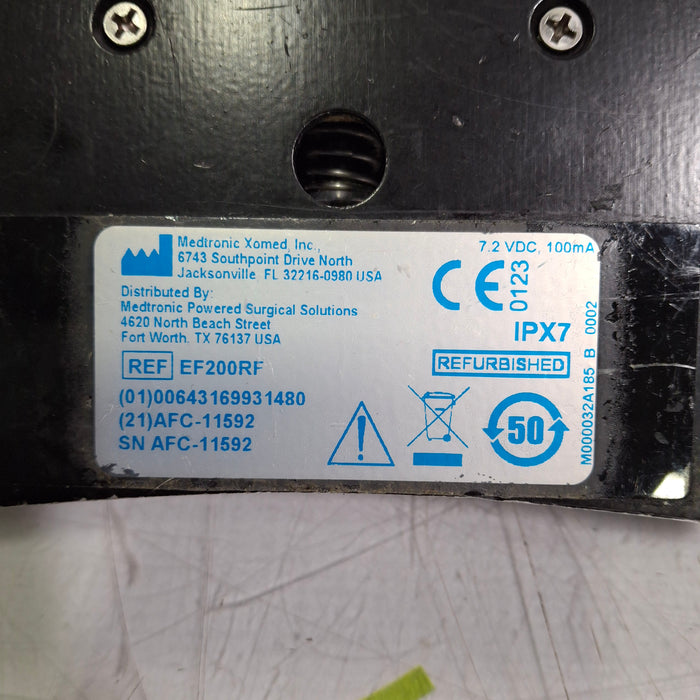 Medtronic Xomed, Inc.,
6743 Southpoint Drive North
Jacksonville, FL 32216-0980 USA
Distributed By:
Medtronic Powered Surgical Solutions
4620 North Beach Street
Fort Worth, TX 76137 USA
REF EF200RF
(01)00643169931480
(21)AFC-11592
SN AFC-11592
7.2 VDC, 100mA
CE 0123
IPX7
REFURBISHED
50
M000032A185 B 0002